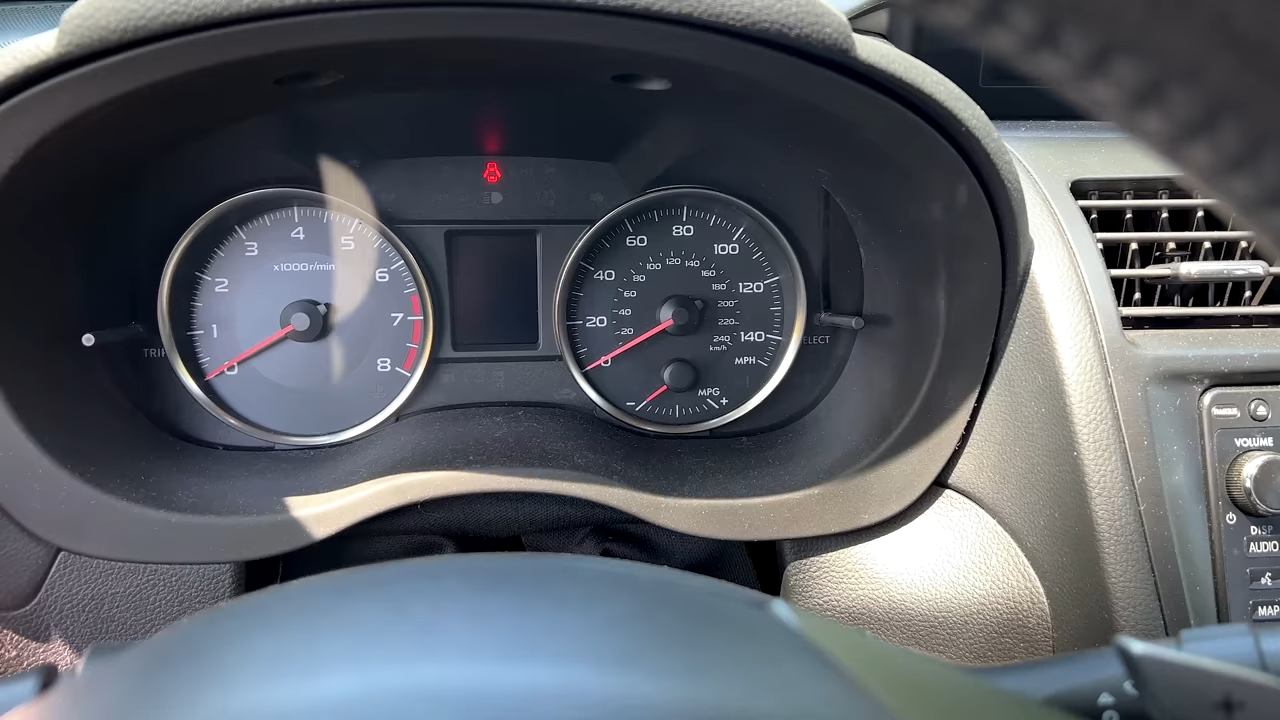 0 1 2 3 4 5 6 7 8
x1000r/min
TRIP
0 20 40 60 80 100 120 140
MPH
20 40 60 80 100 120 140 160 180 200 220 240
km/h
MPG
- +
ELECT
VOLUME
DISP
AUDIO
MAP